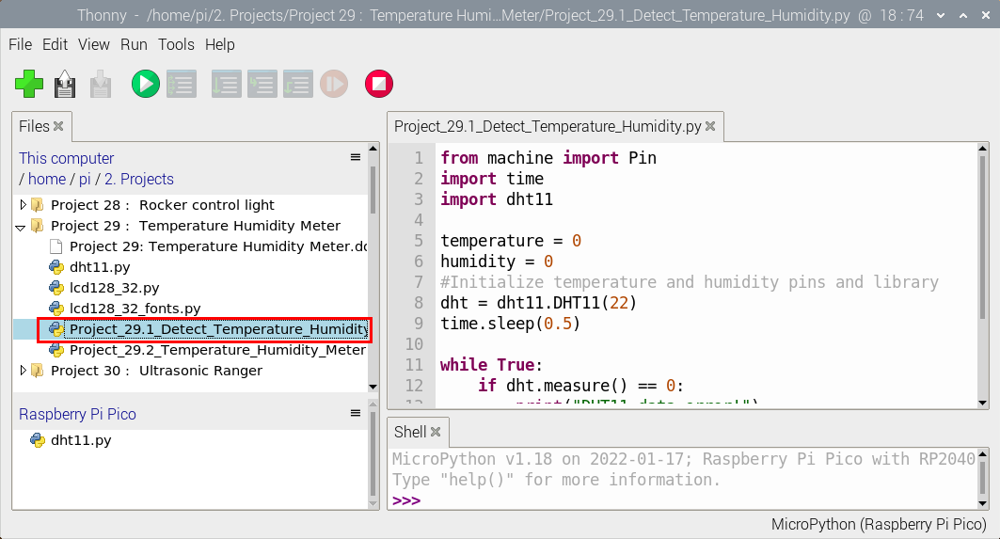 Thonny - /home/pi/2. Projects/Project 29 : Temperature Humi…Meter/Project_29.1_Detect_Temperature_Humidity.py @ 18 : 74
File Edit View Run Tools Help
Files
This computer
/ home / pi / 2. Projects
Project 28 : Rocker control light
Project 29 : Temperature Humidity Meter
Project 29: Temperature Humidity Meter.do
dht11.py
lcd128_32.py
lcd128_32_fonts.py
Project_29.1_Detect_Temperature_Humidity
Project_29.2_Temperature_Humidity_Meter
Project 30 : Ultrasonic Ranger
Raspberry Pi Pico
dht11.py
Project_29.1_Detect_Temperature_Humidity.py
1 from machine import Pin
2 import time
3 import dht11
4
5 temperature = 0
6 humidity = 0
7 #Initialize temperature and humidity pins and library
8 dht = dht11.DHT11(22)
9 time.sleep(0.5)
10
11 while True:
12 if dht.measure() == 0:
13 print("DHT11 data error!")
Shell
MicroPython v1.18 on 2022-01-17; Raspberry Pi Pico with RP2040
Type "help()" for more information.
>>>
MicroPython (Raspberry Pi Pico)